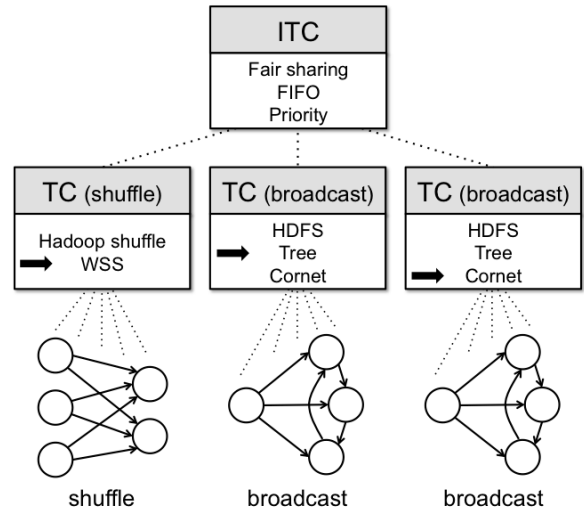 ITC
Fair sharing
FIFO
Priority
TC (shuffle)
Hadoop shuffle
WSS
TC (broadcast)
HDFS
Tree
Cornet
TC (broadcast)
HDFS
Tree
Cornet
shuffle
broadcast
broadcast